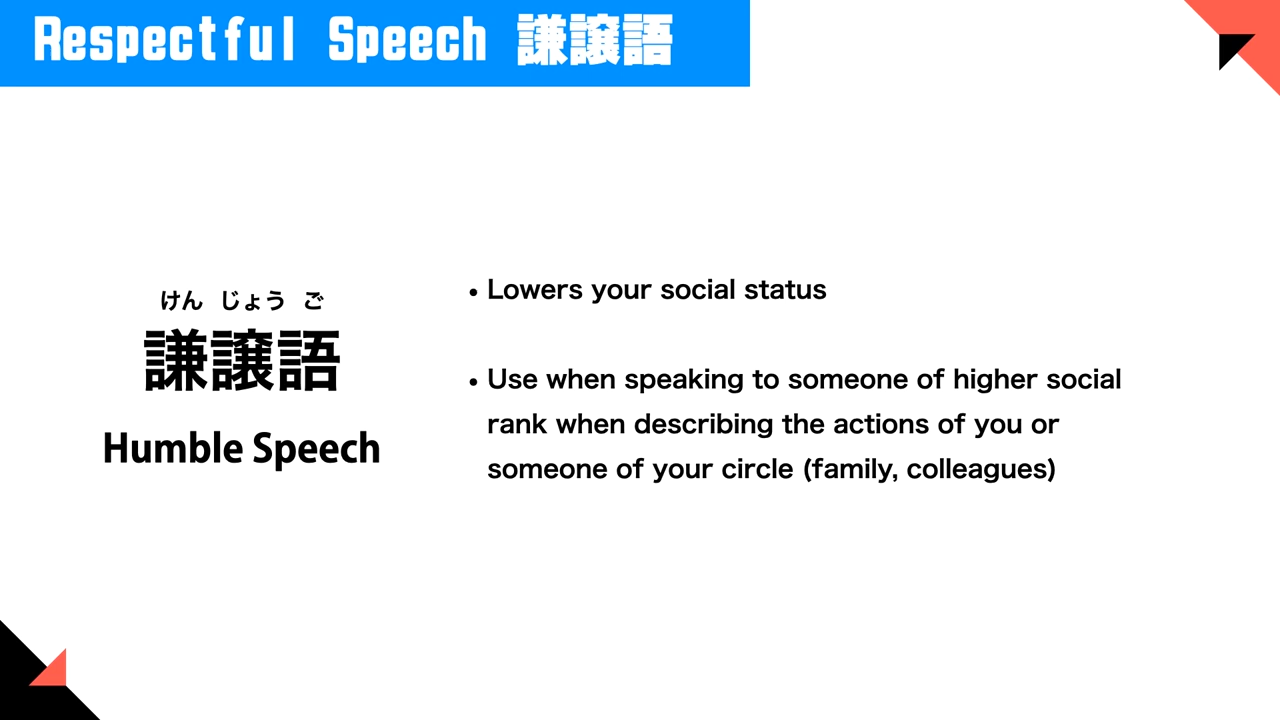 Respectful Speech 謙譲語
けん じょう ご
謙譲語
Humble Speech
• Lowers your social status
• Use when speaking to someone of higher social
rank when describing the actions of you or
someone of your circle (family, colleagues)